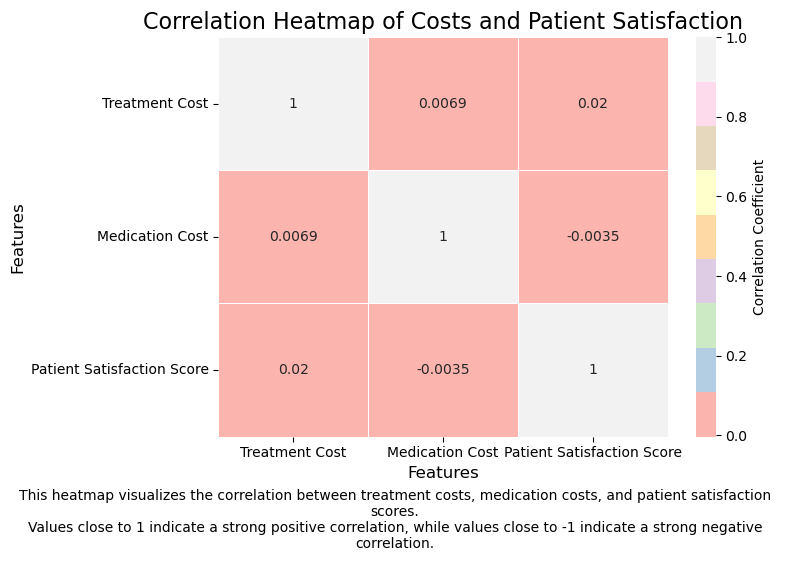 Correlation Heatmap of Costs and Patient Satisfaction
Features
Treatment Cost
1
0.0069
0.02
Medication Cost
0.0069
1
-0.0035
Patient Satisfaction Score
0.02
-0.0035
1
Treatment Cost
Medication Cost
Patient Satisfaction Score
Features
1.0
0.8
0.6
0.4
0.2
0.0
Correlation Coefficient
This heatmap visualizes the correlation between treatment costs, medication costs, and patient satisfaction
scores.
Values close to 1 indicate a strong positive correlation, while values close to -1 indicate a strong negative
correlation.